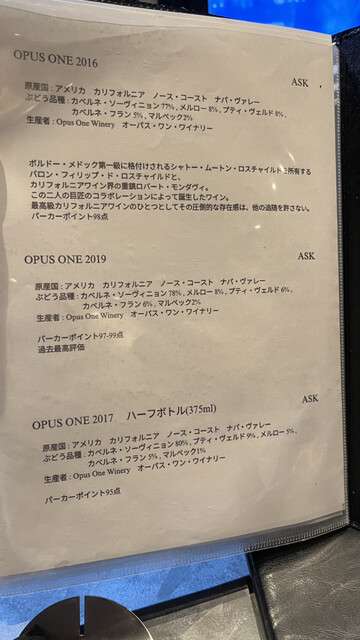 OPUS ONE 2016
ASK
原産国 : アメリカ カリフォルニア ノース・コースト ナパ・ヴァレー
ぶどう品種 : カベルネ・ソーヴィニヨン 77% , メルロー 8% , プティ・ヴェルド 8% ,
カベルネ・フラン 5% , マルベック2%
生産者 : Opus One Winery オーパス・ワン・ワイナリー
ボルドー・メドック第一級に格付けされるシャトー・ムートン・ロスチャイルドを所有する
バロン・フィリップ・ド・ロスチャイルドと、
カリフォルニアワイン界の重鎮ロバート・モンダヴィ。
この二人の巨匠のコラボレーションによって誕生したワイン。
最高級カリフォルニアワインのひとつとしてその圧倒的な存在感は、他の追随を許さない。
パーカーポイント98点
OPUS ONE 2019
ASK
原産国 : アメリカ カリフォルニア ノース・コースト ナパ・ヴァレー
ぶどう品種 : カベルネ・ソーヴィニョン 78% , メルロー 8% , プティ・ヴェルド 6% ,
カベルネ・フラン 6% , マルベック2%
生産者 : Opus One Winery オーパス・ワン・ワイナリー
パーカーポイント97-99点
過去最高評価
ASK
OPUS ONE 2017 ハーフボトル(375ml)
原産国 : アメリカ カリフォルニア ノース・コースト ナパ・ヴァレー
ぶどう品種 : カベルネ・ソーヴィニョン 80% , プティ・ヴェルド 9% , メルロー 5% ,
カベルネ・フラン 5% , マルベック1%
生産者 : Opus One Winery オーパス・ワン・ワイナリー
パーカーポイント95点